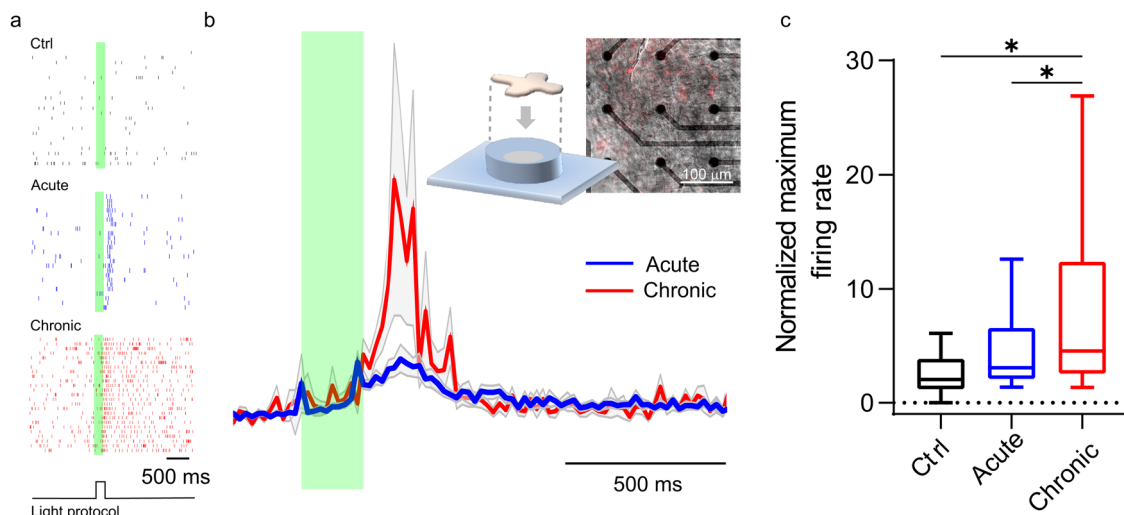 a
Ctrl
Acute
Chronic
500 ms
Light protocol
b
100 µm
Acute
Chronic
500 ms
c
Normalized maximum
firing rate
30
20
10
0
*
*
Ctrl
Acute
Chronic